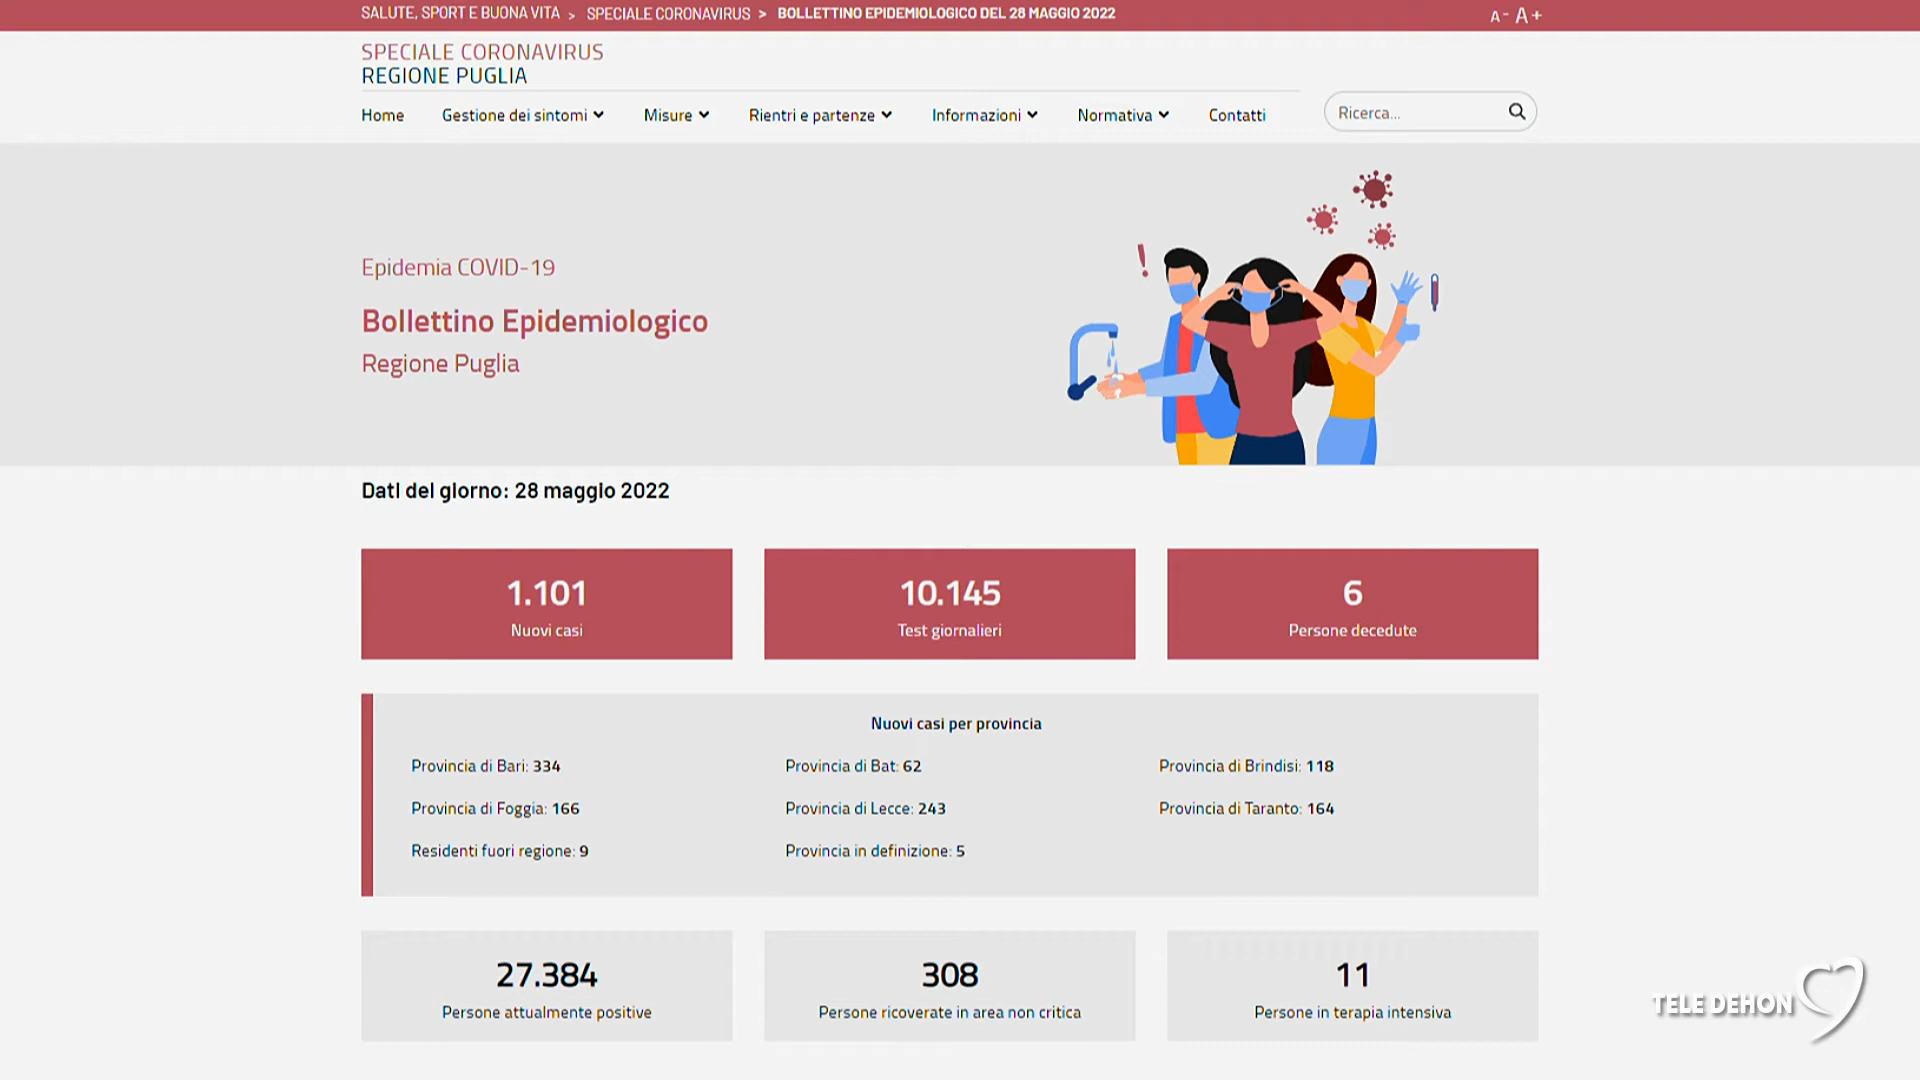 SALUTE, SPORT E BUONA VITA > SPECIALE CORONAVIRUS > BOLLETTINO EPIDEMIOLOGICO DEL 28 MAGGIO 2022
A- A+
SPECIALE CORONAVIRUS
REGIONE PUGLIA
Home Gestione dei sintomi Misure Rientri e partenze Informazioni Normativa Contatti Ricerca...
Epidemia COVID-19
Bollettino Epidemiologico
Regione Puglia
Dati del giorno: 28 maggio 2022
1.101
Nuovi casi
10.145
Test giornalieri
6
Persone decedute
Nuovi casi per provincia
Provincia di Bari: 334 Provincia di Bat: 62 Provincia di Brindisi: 118
Provincia di Foggia: 166 Provincia di Lecce: 243 Provincia di Taranto: 164
Residenti fuori regione: 9 Provincia in definizione: 5
27.384
Persone attualmente positive
308
Persone ricoverate in area non critica
11
Persone in terapia intensiva
TELE DEHON